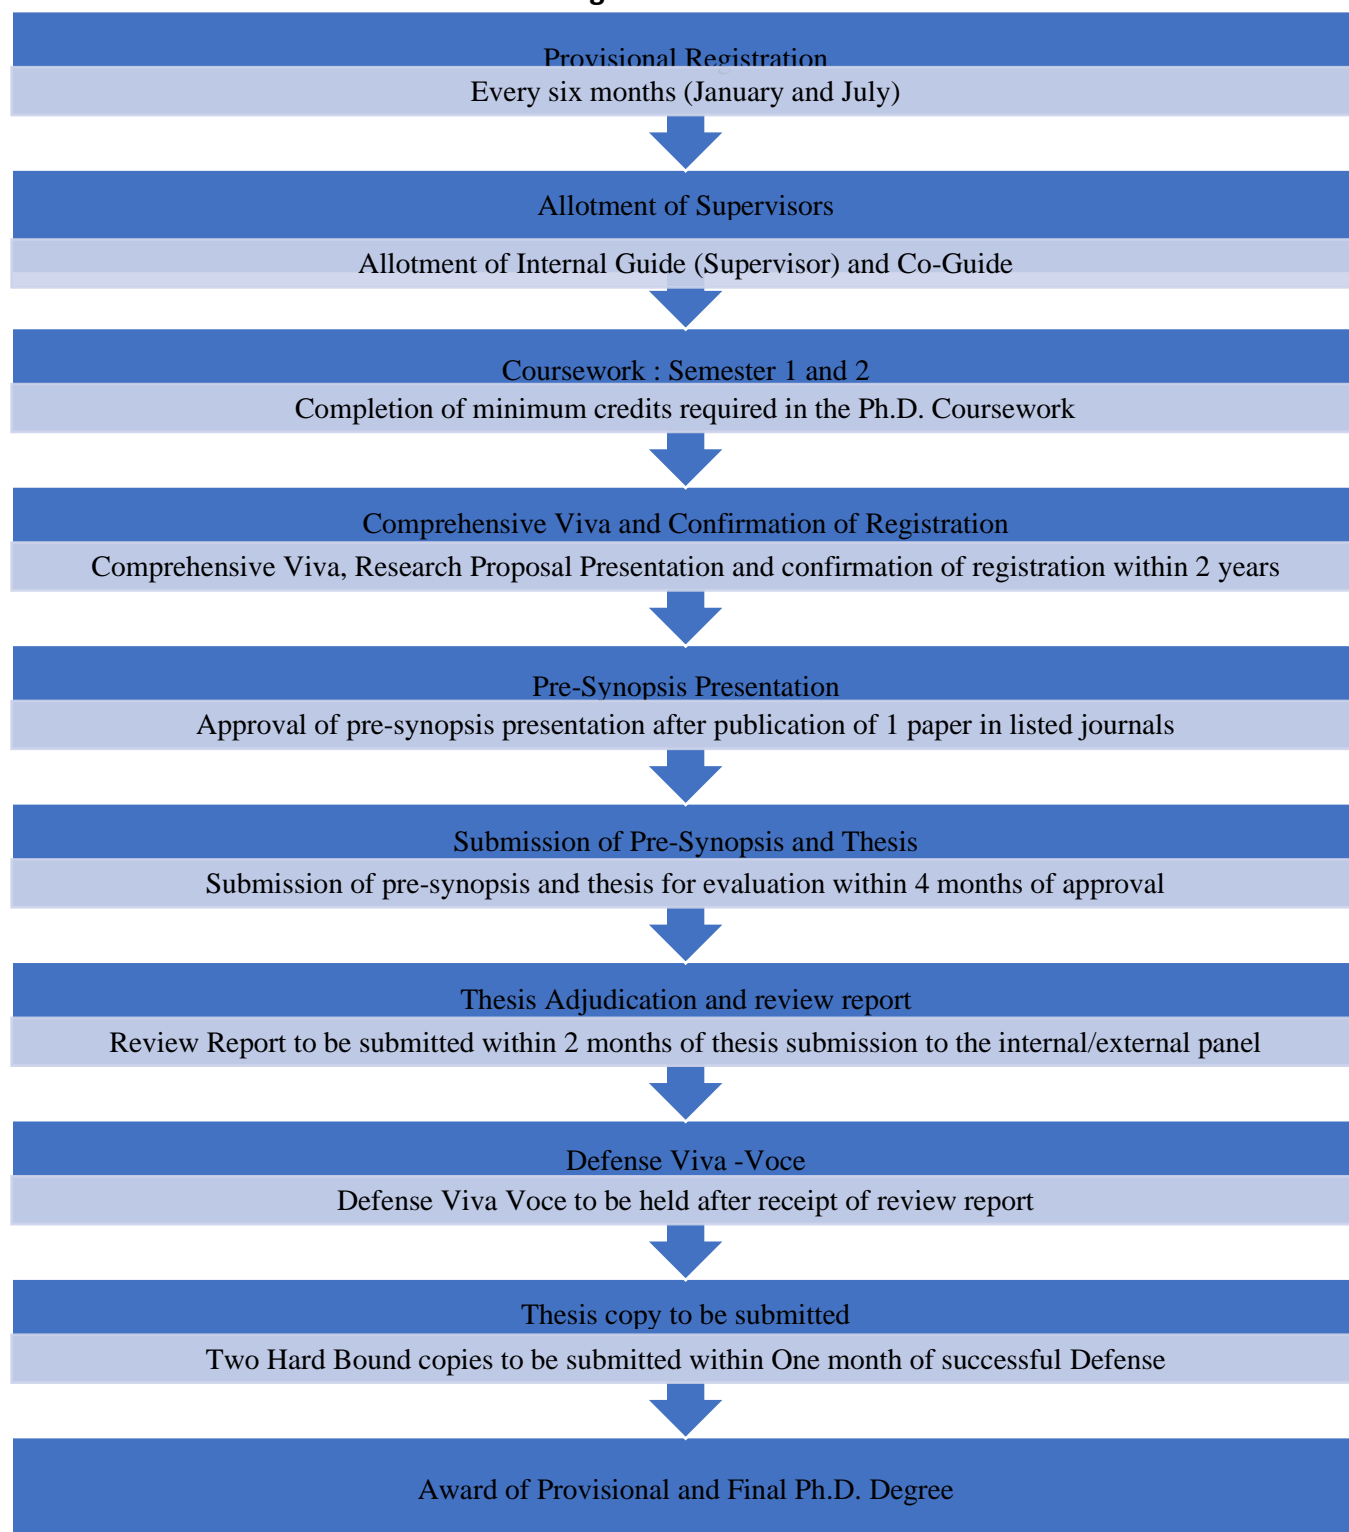 Provisional Registration
Every six months (January and July)
Allotment of Supervisors
Allotment of Internal Guide (Supervisor) and Co-Guide
Coursework : Semester 1 and 2
Completion of minimum credits required in the Ph.D. Coursework
Comprehensive Viva and Confirmation of Registration
Comprehensive Viva, Research Proposal Presentation and confirmation of registration within 2 years
Pre-Synopsis Presentation
Approval of pre-synopsis presentation after publication of 1 paper in listed journals
Submission of Pre-Synopsis and Thesis
Submission of pre-synopsis and thesis for evaluation within 4 months of approval
Thesis Adjudication and review report
Review Report to be submitted within 2 months of thesis submission to the internal/external panel
Defense Viva -Voce
Defense Viva Voce to be held after receipt of review report
Thesis copy to be submitted
Two Hard Bound copies to be submitted within One month of successful Defense
Award of Provisional and Final Ph.D. Degree